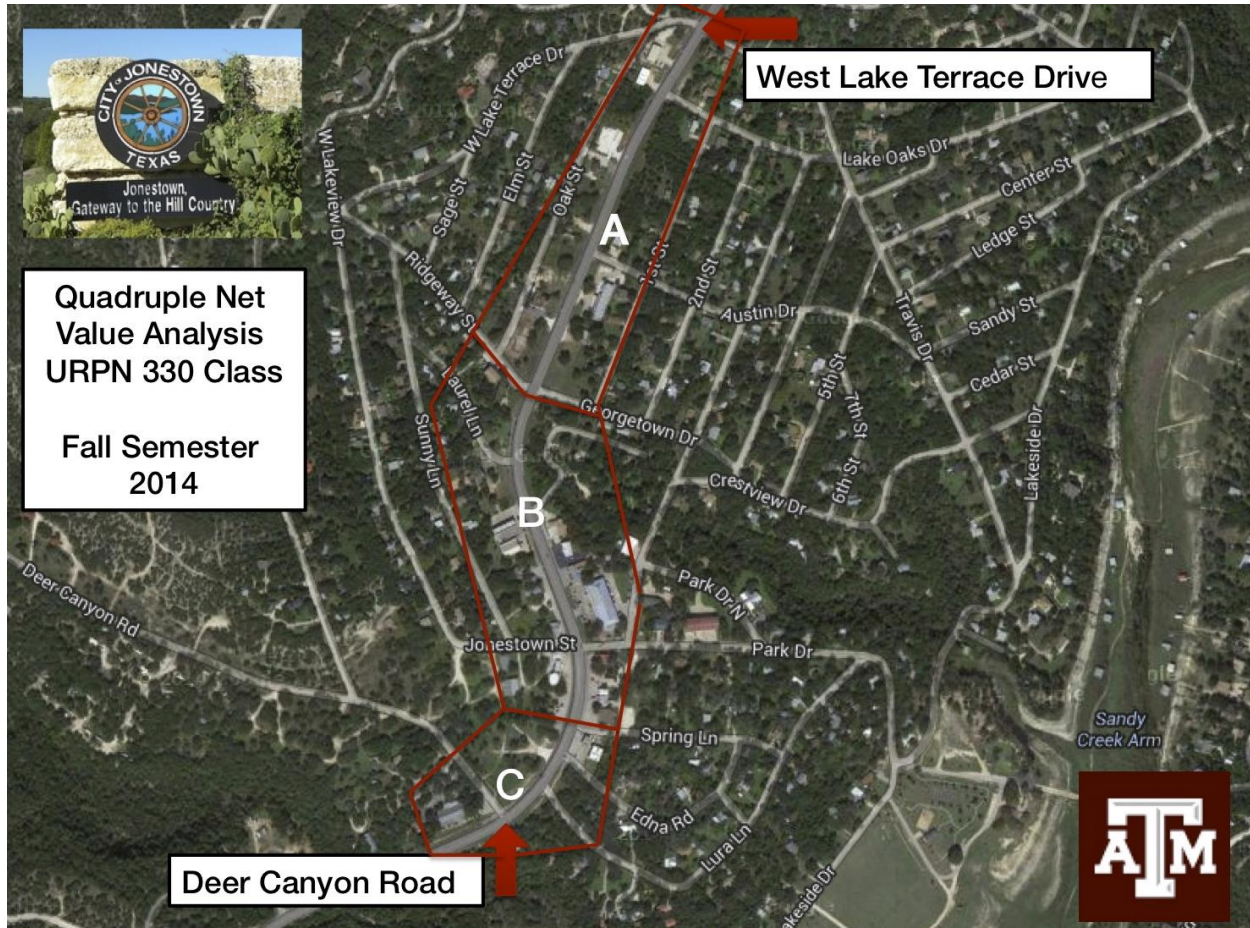 CITY OF JONESTOWN
TEXAS
Jonestown,
Gateway to the Hill Country
Quadruple Net
Value Analysis
URPN 330 Class
Fall Semester
2014
West Lake Terrace Drive
W Lake Terrace Dr
W Lakeview Dr
Sage St
Elm St
Oak St
Ridgeway St
Lake Oaks Dr
Center St
Ledge St
A
1st St
2nd St
Austin Dr
Travis Dr
Sandy St
Cedar St
Laurel Ln
Sunny Ln
Georgetown Dr
5th St
7th St
6th St
Lakeside Dr
Crestview Dr
B
Deer Canyon Rd
Park Dr N
Jonestown St
Park Dr
Spring Ln
Sandy
Creek Arm
C
Edna Rd
Lura Ln
Deer Canyon Road
Lakeside Dr
ATM